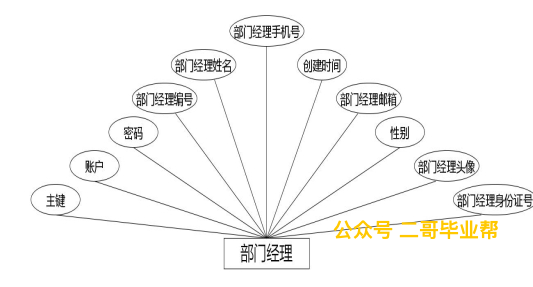 部门经理手机号
部门经理姓名
创建时间
部门经理编号
部门经理邮箱
密码
性别
账户
部门经理头像
主键
部门经理身份证号
公众号 二哥毕业帮
部门经理